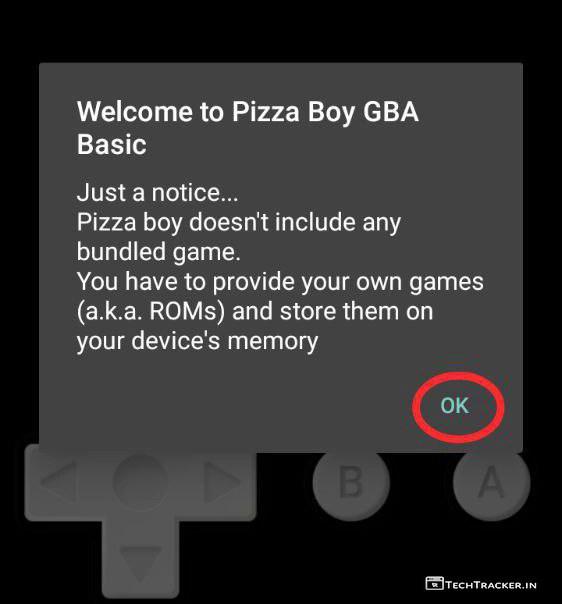 Welcome to Pizza Boy GBA
Basic
Just a notice...
Pizza boy doesn't include any
bundled game.
You have to provide your own games
(a.k.a. ROMs) and store them on
your device's memory
OK
B
A
TECHTRACKER.IN